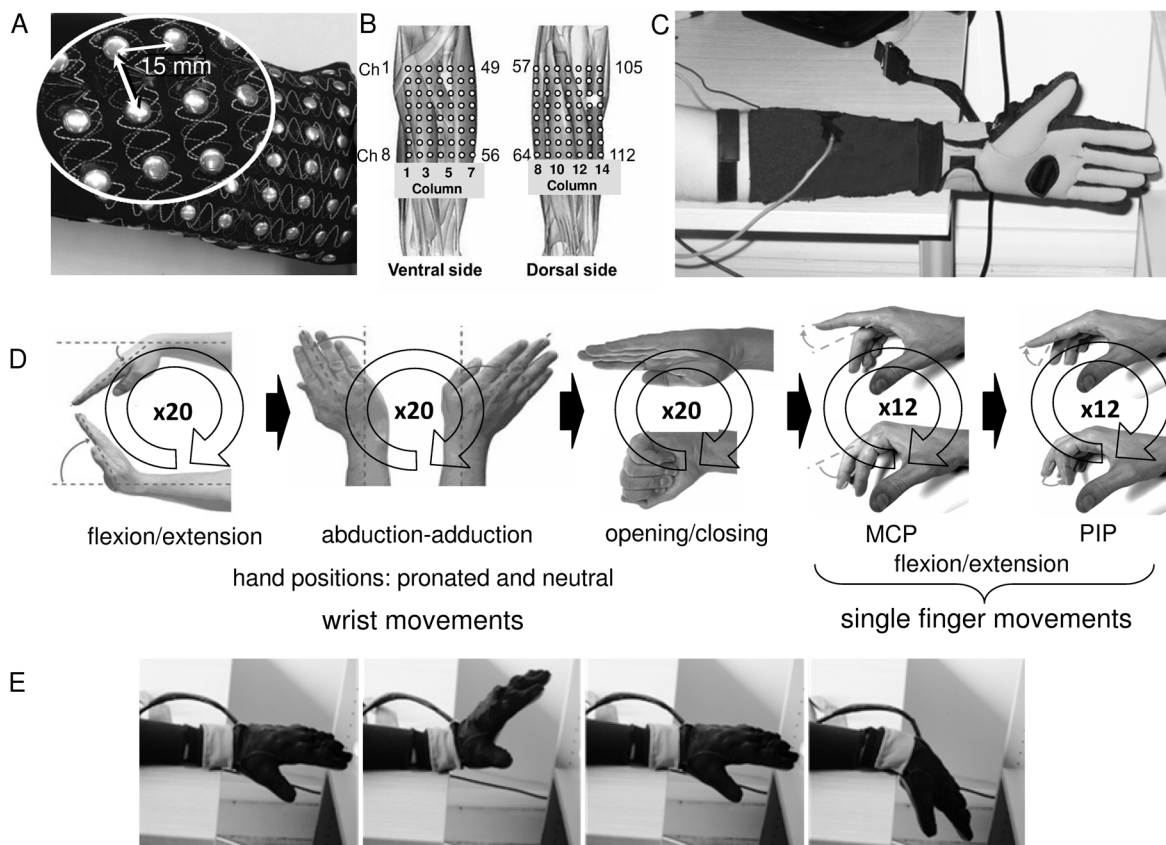 A
15 mm
B
Ch 1
49
57
105
Ch 8
56
64
112
1 3 5 7
Column
8 10 12 14
Column
Ventral side
Dorsal side
C
D
x20
x20
x20
x12
x12
flexion/extension
abduction-adduction
opening/closing
MCP
PIP
hand positions: pronated and neutral
flexion/extension
wrist movements
single finger movements
E